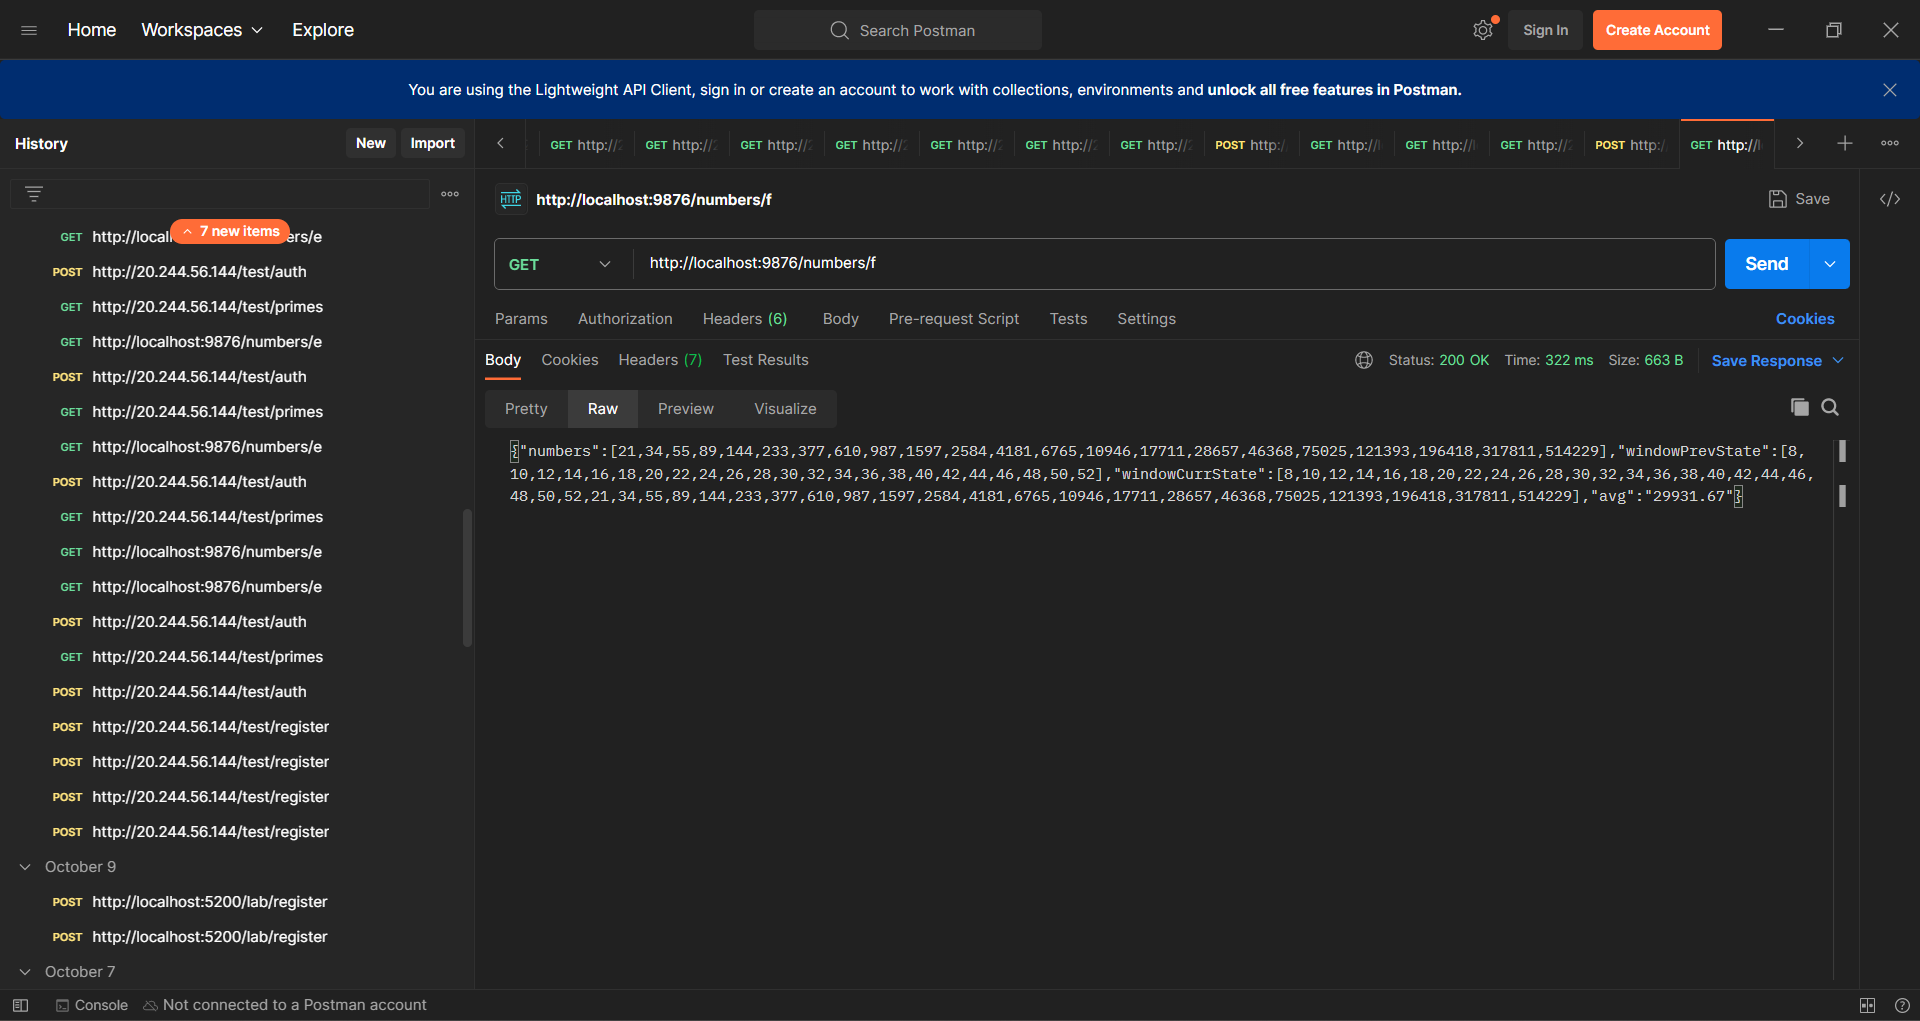 Home Workspaces Explore Search Postman Sign In Create Account
You are using the Lightweight API Client, sign in or create an account to work with collections, environments and unlock all free features in Postman.
History New Import
GET http:// GET http:// GET http:// GET http:// GET http:// GET http:// GET http:// POST http: GET http:// GET http:// GET http:// POST http: GET http://
HTTP http://localhost:9876/numbers/f Save
GET http://localhost:9876/numbers/f Send
Params Authorization Headers (6) Body Pre-request Script Tests Settings Cookies
Body Cookies Headers (7) Test Results Status: 200 OK Time: 322 ms Size: 663 B Save Response
Pretty Raw Preview Visualize
{"numbers":[21,34,55,89,144,233,377,610,987,1597,2584,4181,6765,10946,17711,28657,46368,75025,121393,196418,317811,514229],"windowPrevState":[8,
10,12,14,16,18,20,22,24,26,28,30,32,34,36,38,40,42,44,46,48,50,52],"windowCurrState":[8,10,12,14,16,18,20,22,24,26,28,30,32,34,36,38,40,42,44,46,
48,50,52,21,34,55,89,144,233,377,610,987,1597,2584,4181,6765,10946,17711,28657,46368,75025,121393,196418,317811,514229],"avg":"29931.67"}
7 new items
GET http://local ers/e
POST http://20.244.56.144/test/auth
GET http://20.244.56.144/test/primes
GET http://localhost:9876/numbers/e
POST http://20.244.56.144/test/auth
GET http://20.244.56.144/test/primes
GET http://localhost:9876/numbers/e
POST http://20.244.56.144/test/auth
GET http://20.244.56.144/test/primes
GET http://localhost:9876/numbers/e
GET http://localhost:9876/numbers/e
POST http://20.244.56.144/test/auth
GET http://20.244.56.144/test/primes
POST http://20.244.56.144/test/auth
POST http://20.244.56.144/test/register
POST http://20.244.56.144/test/register
POST http://20.244.56.144/test/register
POST http://20.244.56.144/test/register
October 9
POST http://localhost:5200/lab/register
POST http://localhost:5200/lab/register
October 7
Console Not connected to a Postman account